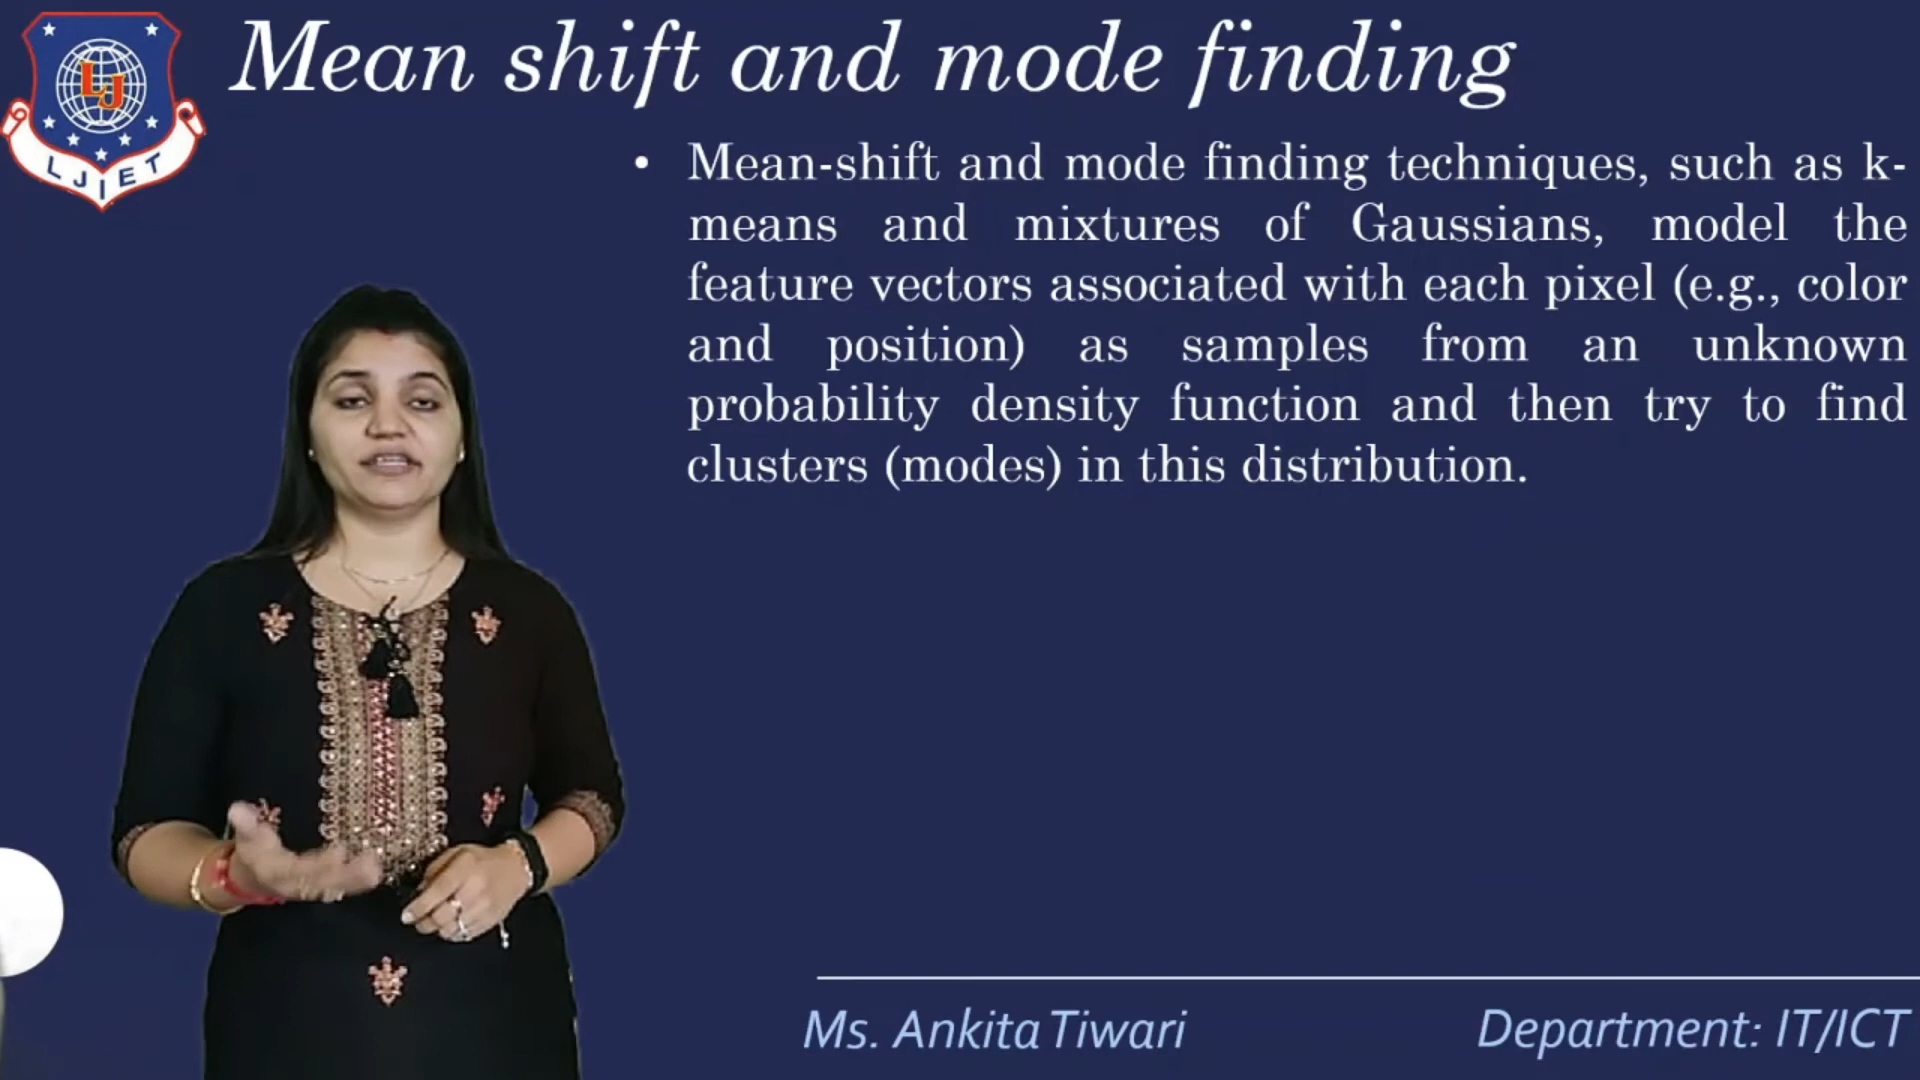 LJ
LJIET
Mean shift and mode finding
• Mean-shift and mode finding techniques, such as k-
means and mixtures of Gaussians, model the
feature vectors associated with each pixel (e.g., color
and position) as samples from an unknown
probability density function and then try to find
clusters (modes) in this distribution.
Ms. Ankita Tiwari
Department: IT/ICT